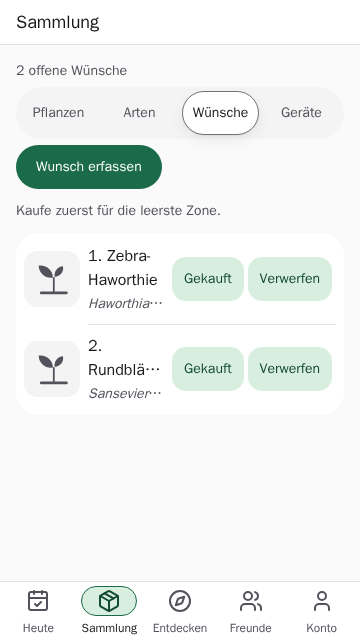 Sammlung
2 offene Wünsche
Pflanzen
Arten
Wünsche
Geräte
Wunsch erfassen
Kaufe zuerst für die leerste Zone.
1. Zebra-
Haworthie
Haworthia…
Gekauft
Verwerfen
2.
Rundblä…
Sansevier…
Gekauft
Verwerfen
Heute
Sammlung
Entdecken
Freunde
Konto